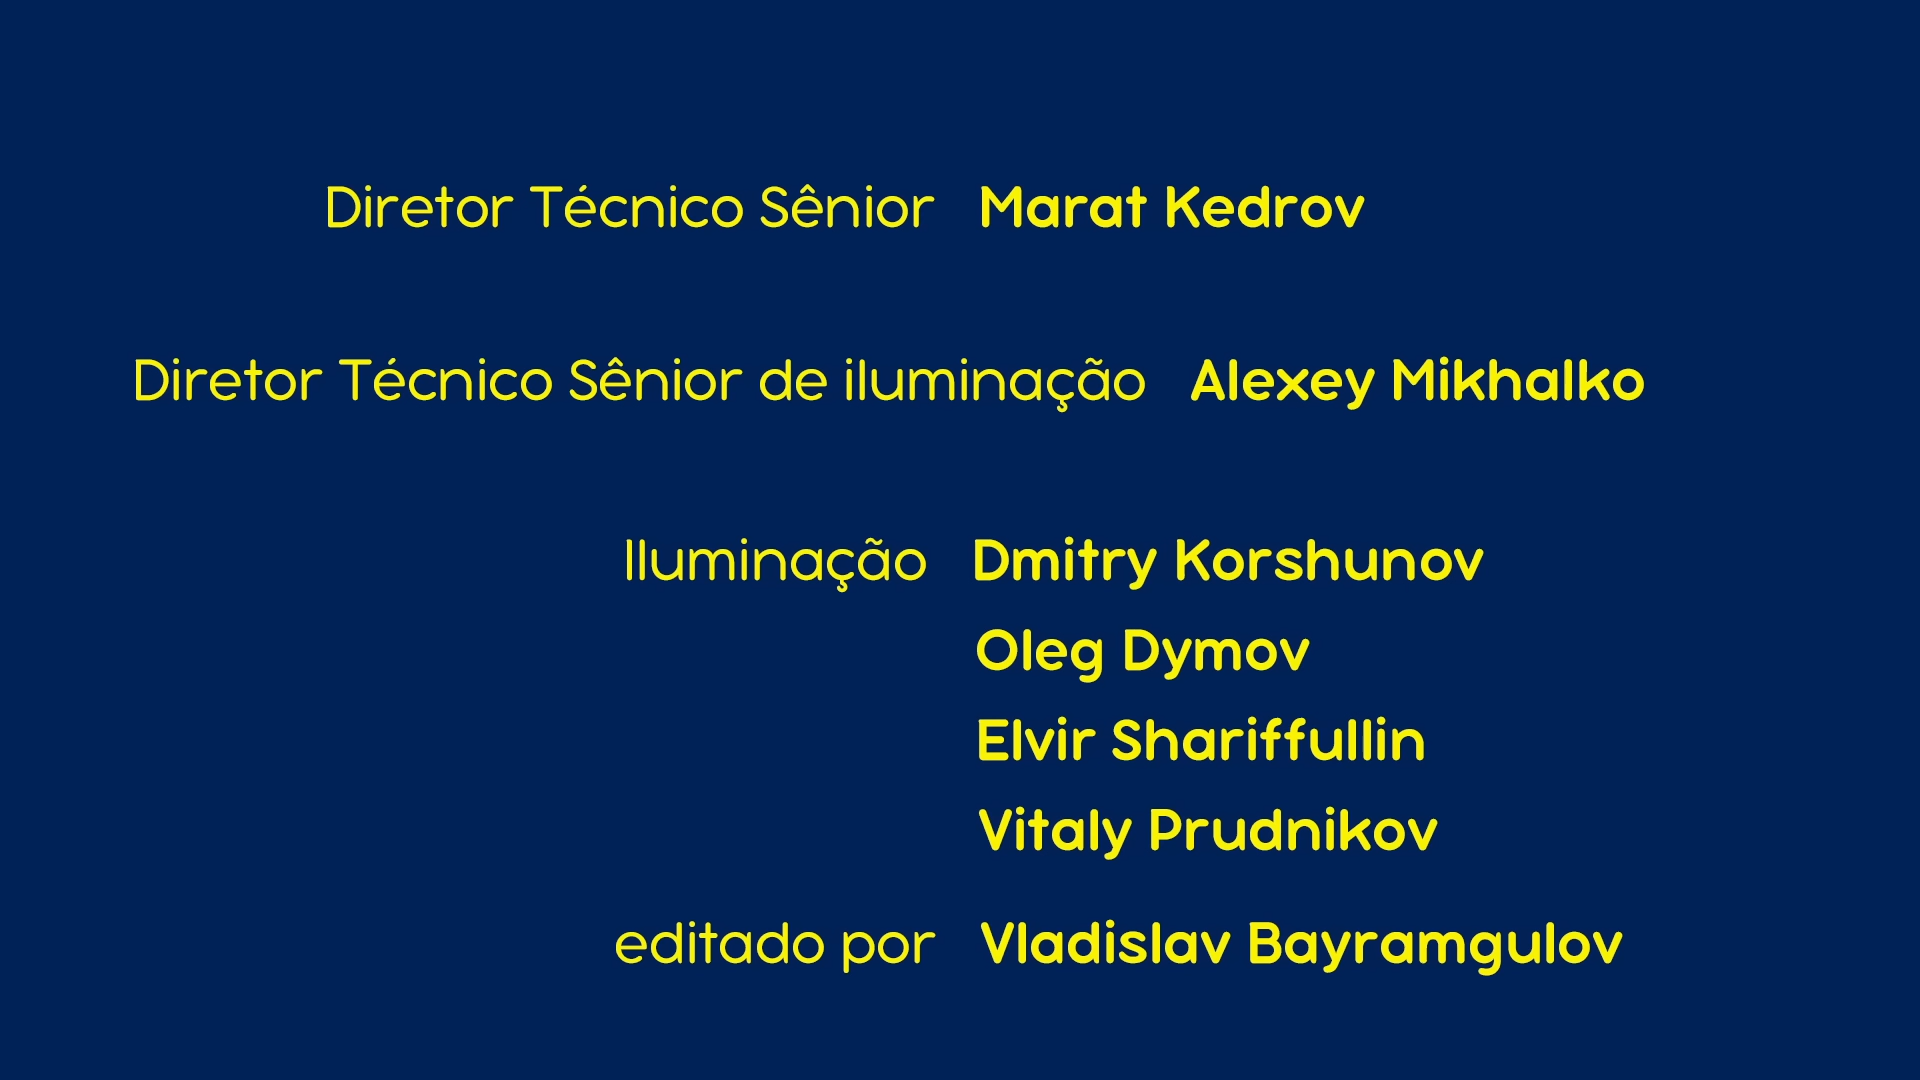 Diretor Técnico Sênior Marat Kedrov
Diretor Técnico Sênior de iluminação Alexey Mikhalko
Iluminação Dmitry Korshunov
Oleg Dymov
Elvir Shariffullin
Vitaly Prudnikov
editado por Vladislav Bayramgulov